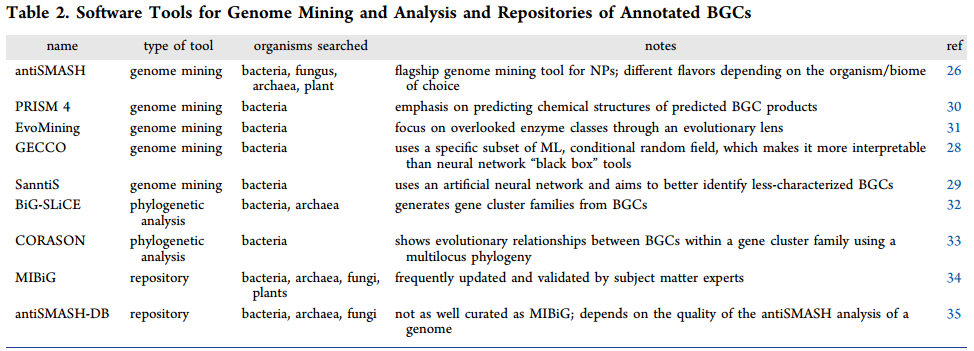 Table 2. Software Tools for Genome Mining and Analysis and Repositories of Annotated BGCs
name type of tool organisms searched notes ref
antiSMASH genome mining bacteria, fungus, flagship genome mining tool for NPs; different flavors depending on the organism/biome 26
archaea, plant of choice
PRISM 4 genome mining bacteria emphasis on predicting chemical structures of predicted BGC products 30
EvoMining genome mining bacteria focus on overlooked enzyme classes through an evolutionary lens 31
GECCO genome mining bacteria uses a specific subset of ML, conditional random field, which makes it more interpretable 28
than neural network “black box” tools
SanntiS genome mining bacteria uses an artificial neural network and aims to better identify less-characterized BGCs 29
BiG-SLiCE phylogenetic bacteria, archaea generates gene cluster families from BGCs 32
analysis
CORASON phylogenetic bacteria shows evolutionary relationships between BGCs within a gene cluster family using a 33
analysis multilocus phylogeny
MIBiG repository bacteria, archaea, fungi, frequently updated and validated by subject matter experts 34
plants
antiSMASH-DB repository bacteria, archaea, fungi not as well curated as MIBiG; depends on the quality of the antiSMASH analysis of a 35
genome